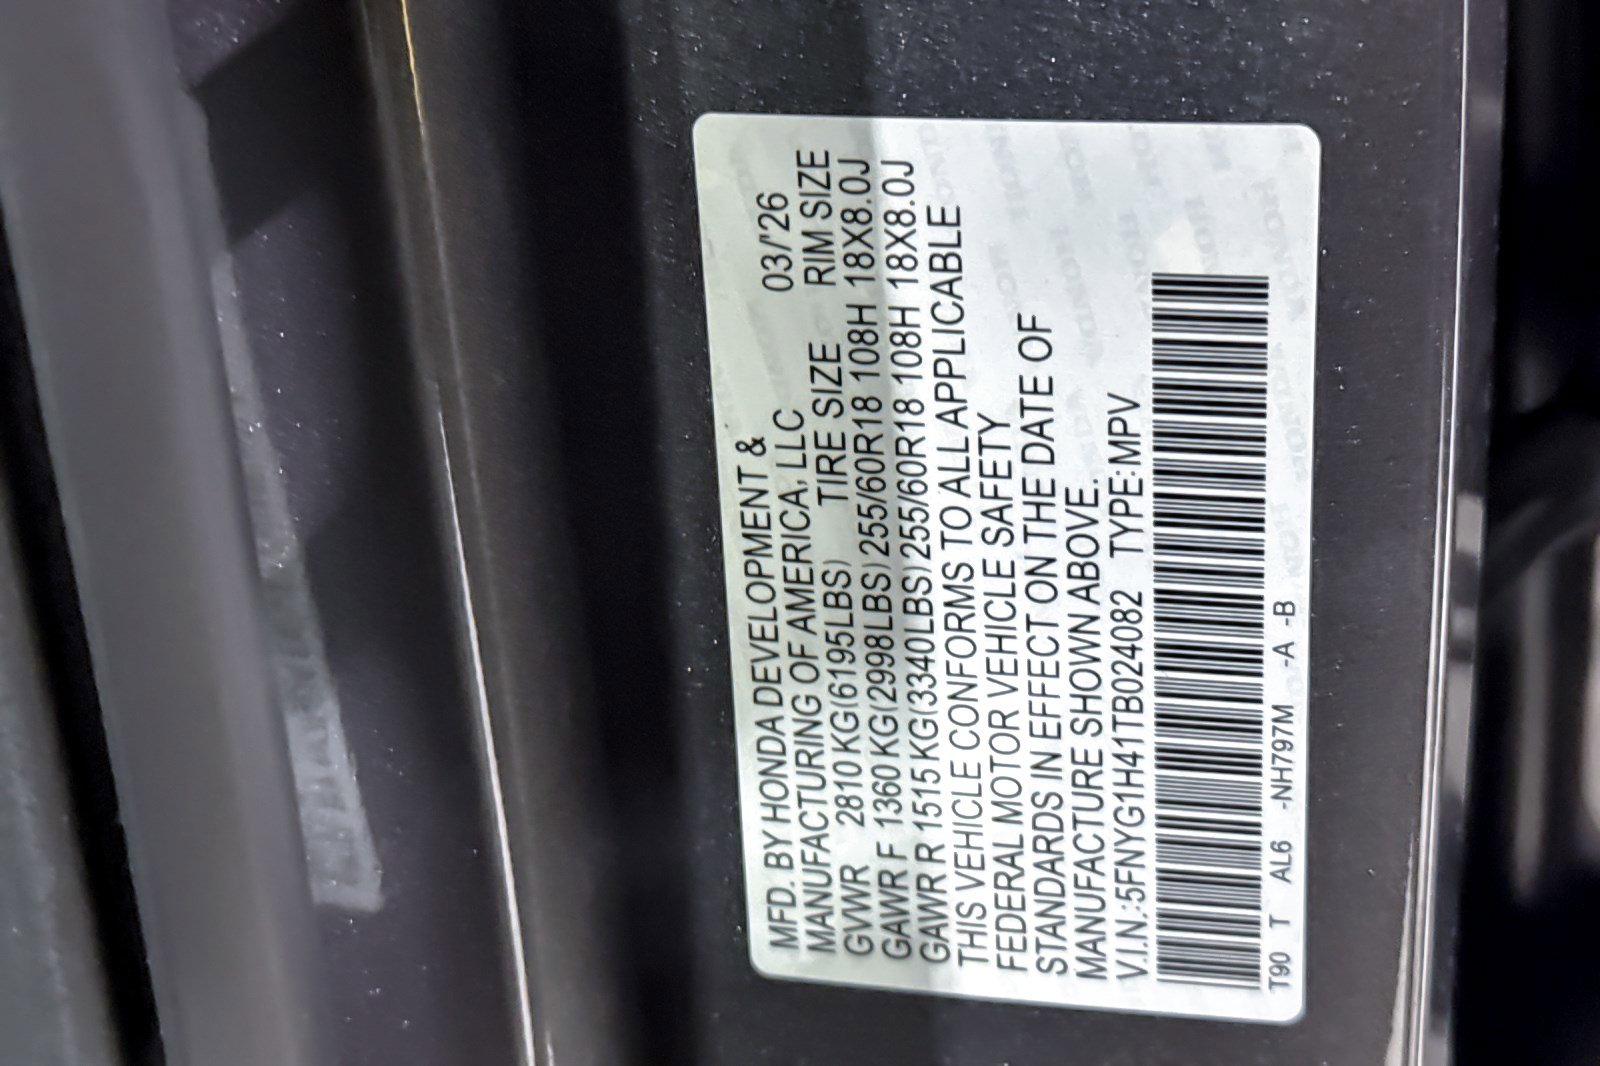 MFD. BY HONDA DEVELOPMENT & 03/'26
MANUFACTURING OF AMERICA, LLC
TIRE SIZE RIM SIZE
GVWR 2810 KG(6195LBS)
GAWR F 1360 KG(2998LBS) 255/60R18 108H 18X8.0J
GAWR R 1515 KG(3340LBS) 255/60R18 108H 18X8.0J
THIS VEHICLE CONFORMS TO ALL APPLICABLE
FEDERAL MOTOR VEHICLE SAFETY
STANDARDS IN EFFECT ON THE DATE OF
MANUFACTURE SHOWN ABOVE.
V.I.N.:5FNYG1H41TB024082 TYPE:MPV
T90 T AL6 -NH797M -A -B